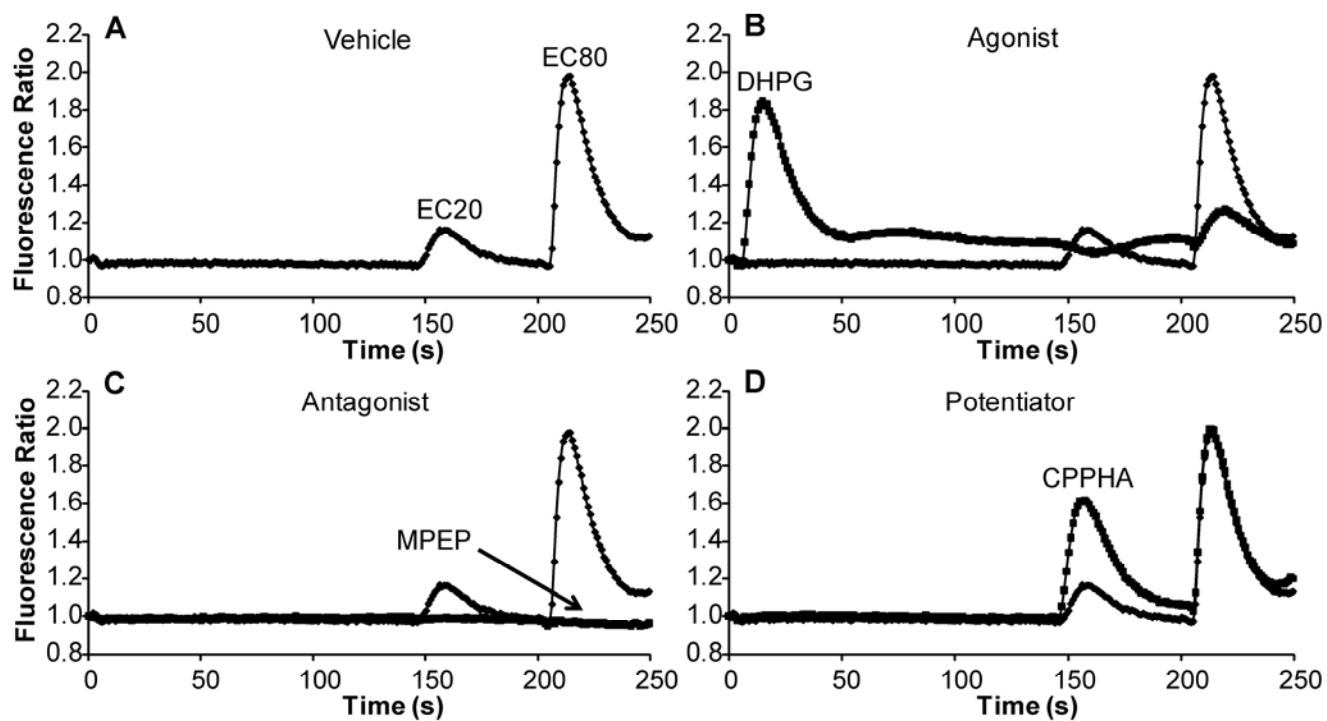 A
Vehicle
Fluorescence Ratio
2.2
2.0
1.8
1.6
1.4
1.2
1.0
0.8
EC20
EC80
0 50 100 150 200 250
Time (s)
B
Agonist
2.2
2.0
1.8
1.6
1.4
1.2
1.0
0.8
DHPG
0 50 100 150 200 250
Time (s)
C
Antagonist
Fluorescence Ratio
2.2
2.0
1.8
1.6
1.4
1.2
1.0
0.8
MPEP
0 50 100 150 200 250
Time (s)
D
Potentiator
2.2
2.0
1.8
1.6
1.4
1.2
1.0
0.8
CPPHA
0 50 100 150 200 250
Time (s)